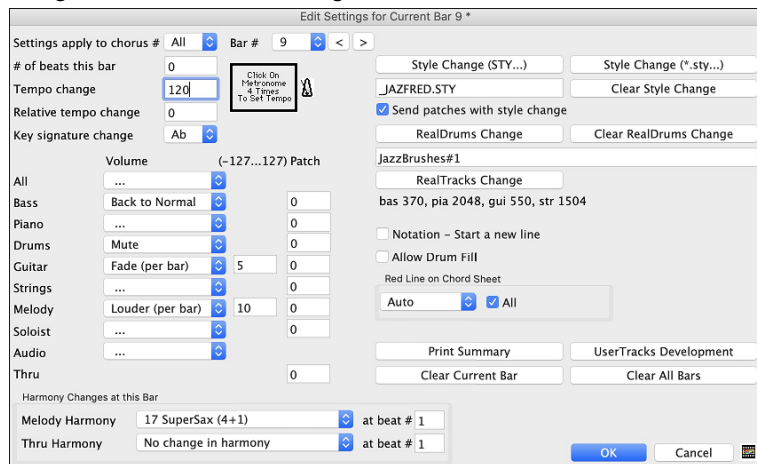 Edit Settings for Current Bar 9 *
Settings apply to chorus # All Bar # 9 < >
# of beats this bar 0
Click On
Metronome
4 Times
To Set Tempo
Style Change (STY...) Style Change (*.sty...)
Tempo change 120
_JAZFRED.STY Clear Style Change
Relative tempo change 0
Send patches with style change
Key signature change Ab
RealDrums Change Clear RealDrums Change
Volume (-127...127) Patch
JazzBrushes#1
All ...
RealTracks Change
Bass Back to Normal 0
bas 370, pia 2048, gui 550, str 1504
Piano ... 0
Notation – Start a new line
Drums Mute 0
Allow Drum Fill
Guitar Fade (per bar) 5 0
Red Line on Chord Sheet
Strings ... 0
Auto All
Melody Louder (per bar) 10 0
Soloist ... 0
Audio ...
Print Summary UserTracks Development
Thru 0
Clear Current Bar Clear All Bars
Harmony Changes at this Bar
Melody Harmony 17 SuperSax (4+1) at beat # 1
Thru Harmony No change in harmony at beat # 1
OK Cancel